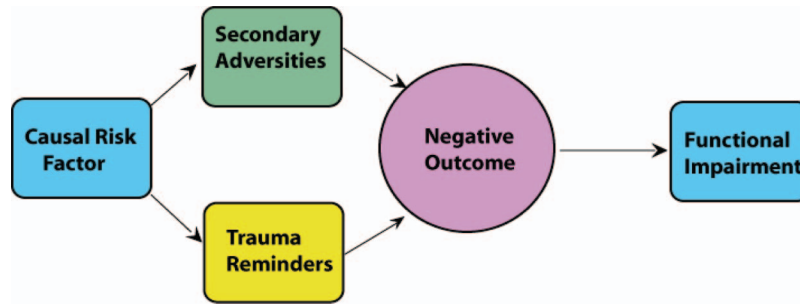 Secondary
Adversities
Causal Risk
Factor
Negative
Outcome
Functional
Impairment
Trauma
Reminders